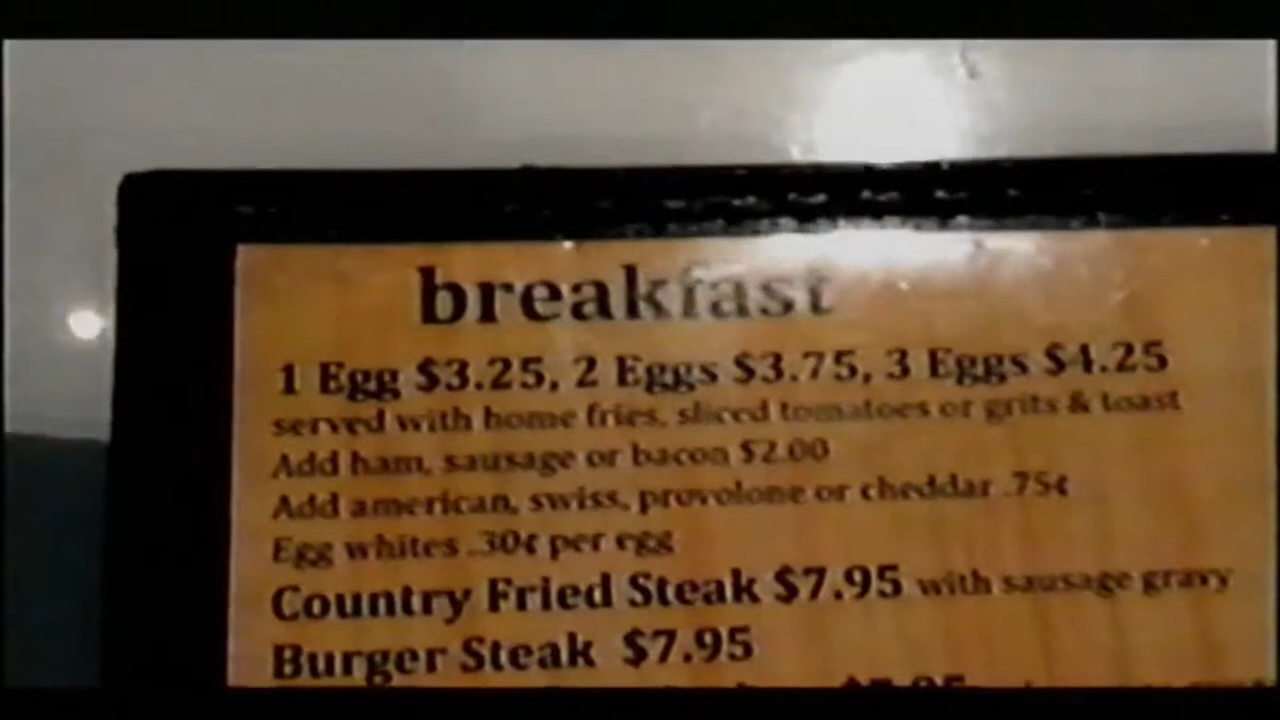 breakfast
1 Egg $3.25, 2 Eggs $3.75, 3 Eggs $4.25
served with home fries, sliced tomatoes or grits & toast
Add ham, sausage or bacon $2.00
Add american, swiss, provolone or cheddar .75¢
Egg whites .30¢ per egg
Country Fried Steak $7.95 with sausage gravy
Burger Steak $7.95